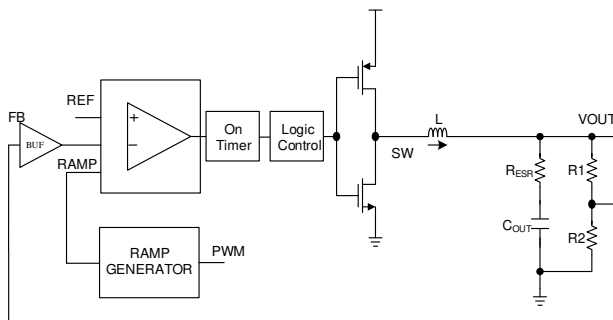 FB
BUF
REF
RAMP
+
−
On
Timer
Logic
Control
SW
L
VOUT
RESR
COUT
R1
R2
RAMP
GENERATOR
PWM